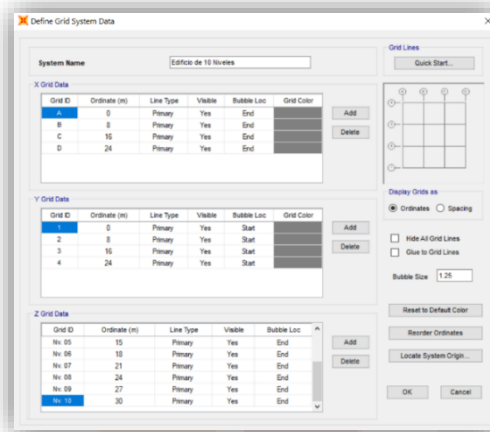 Define Grid System Data
System Name Edificio de 10 Niveles
Grid Lines
Quick Start...
X Grid Data
Grid ID Ordinate (m) Line Type Visible Bubble Loc Grid Color
A 0 Primary Yes End
B 8 Primary Yes End
C 16 Primary Yes End
D 24 Primary Yes End
Add
Delete
Y Grid Data
Grid ID Ordinate (m) Line Type Visible Bubble Loc Grid Color
1 0 Primary Yes Start
2 8 Primary Yes Start
3 16 Primary Yes Start
4 24 Primary Yes Start
Add
Delete
Display Grids as
Ordinates Spacing
Hide All Grid Lines
Glue to Grid Lines
Bubble Size 1.25
Z Grid Data
Grid ID Ordinate (m) Line Type Visible Bubble Loc
Nv. 05 15 Primary Yes End
Nv. 06 18 Primary Yes End
Nv. 07 21 Primary Yes End
Nv. 08 24 Primary Yes End
Nv. 09 27 Primary Yes End
Nv. 10 30 Primary Yes End
Add
Delete
Reset to Default Color
Reorder Ordinates
Locate System Origin...
OK Cancel